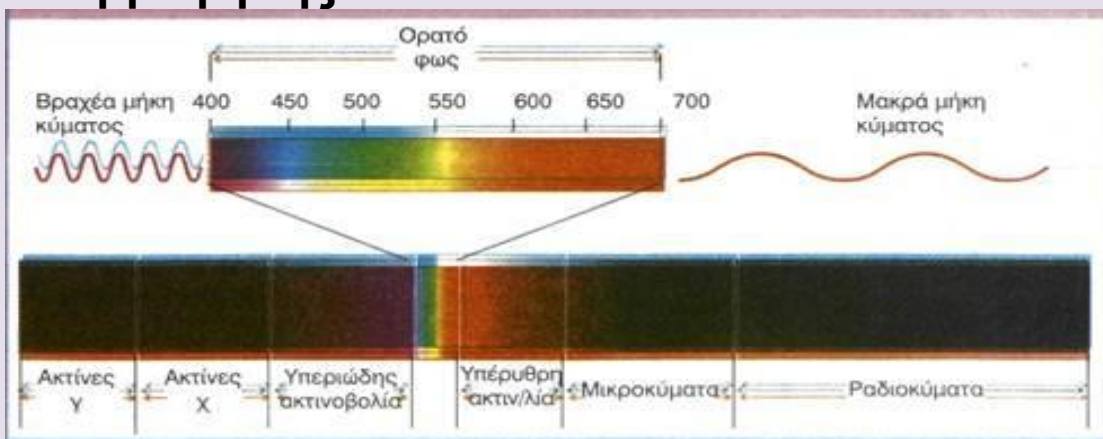 Ορατό
φως
Βραχέα μήκη
κύματος
400 450 500 550 600 650 700
Μακρά μήκη
κύματος
Ακτίνες
Υ
Ακτίνες
Χ
Υπεριώδης
ακτινοβολία
Υπέρυθρη
ακτιν/λία
Μικροκύματα
Ραδιοκύματα